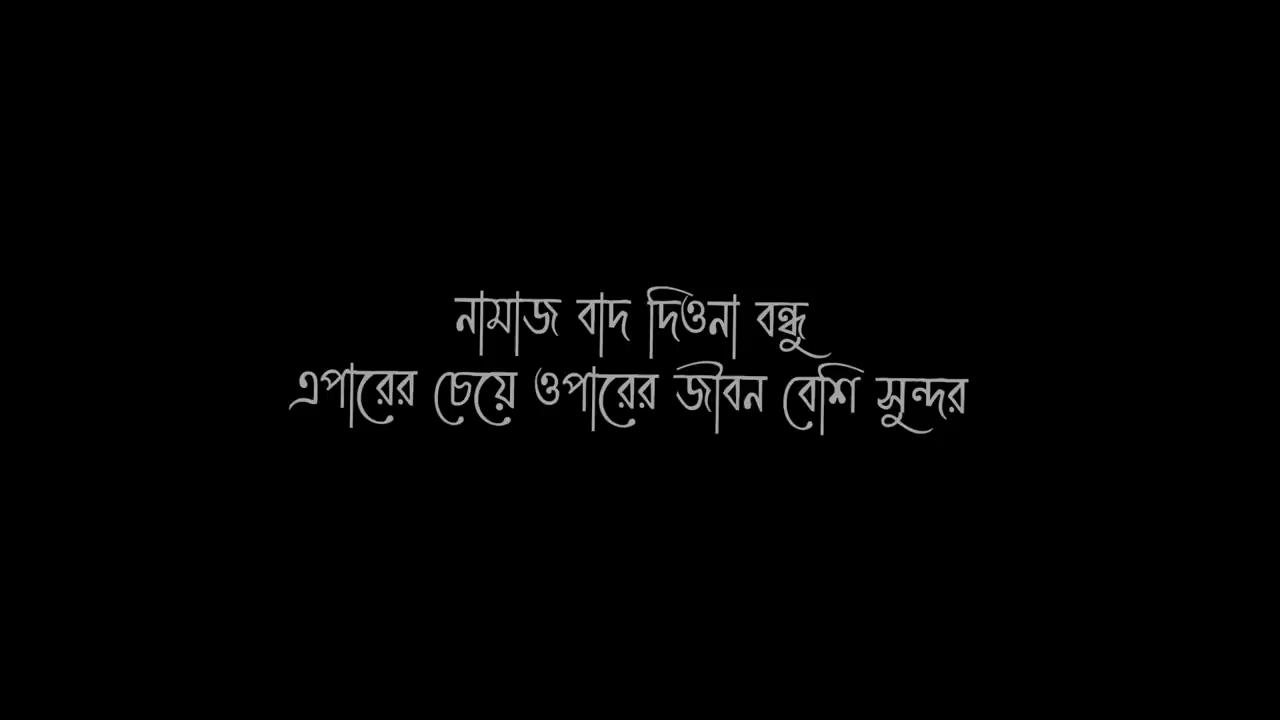 নামাজ বাদ দিওনা বন্ধু
এপারের চেয়ে ওপারের জীবন বেশি সুন্দর